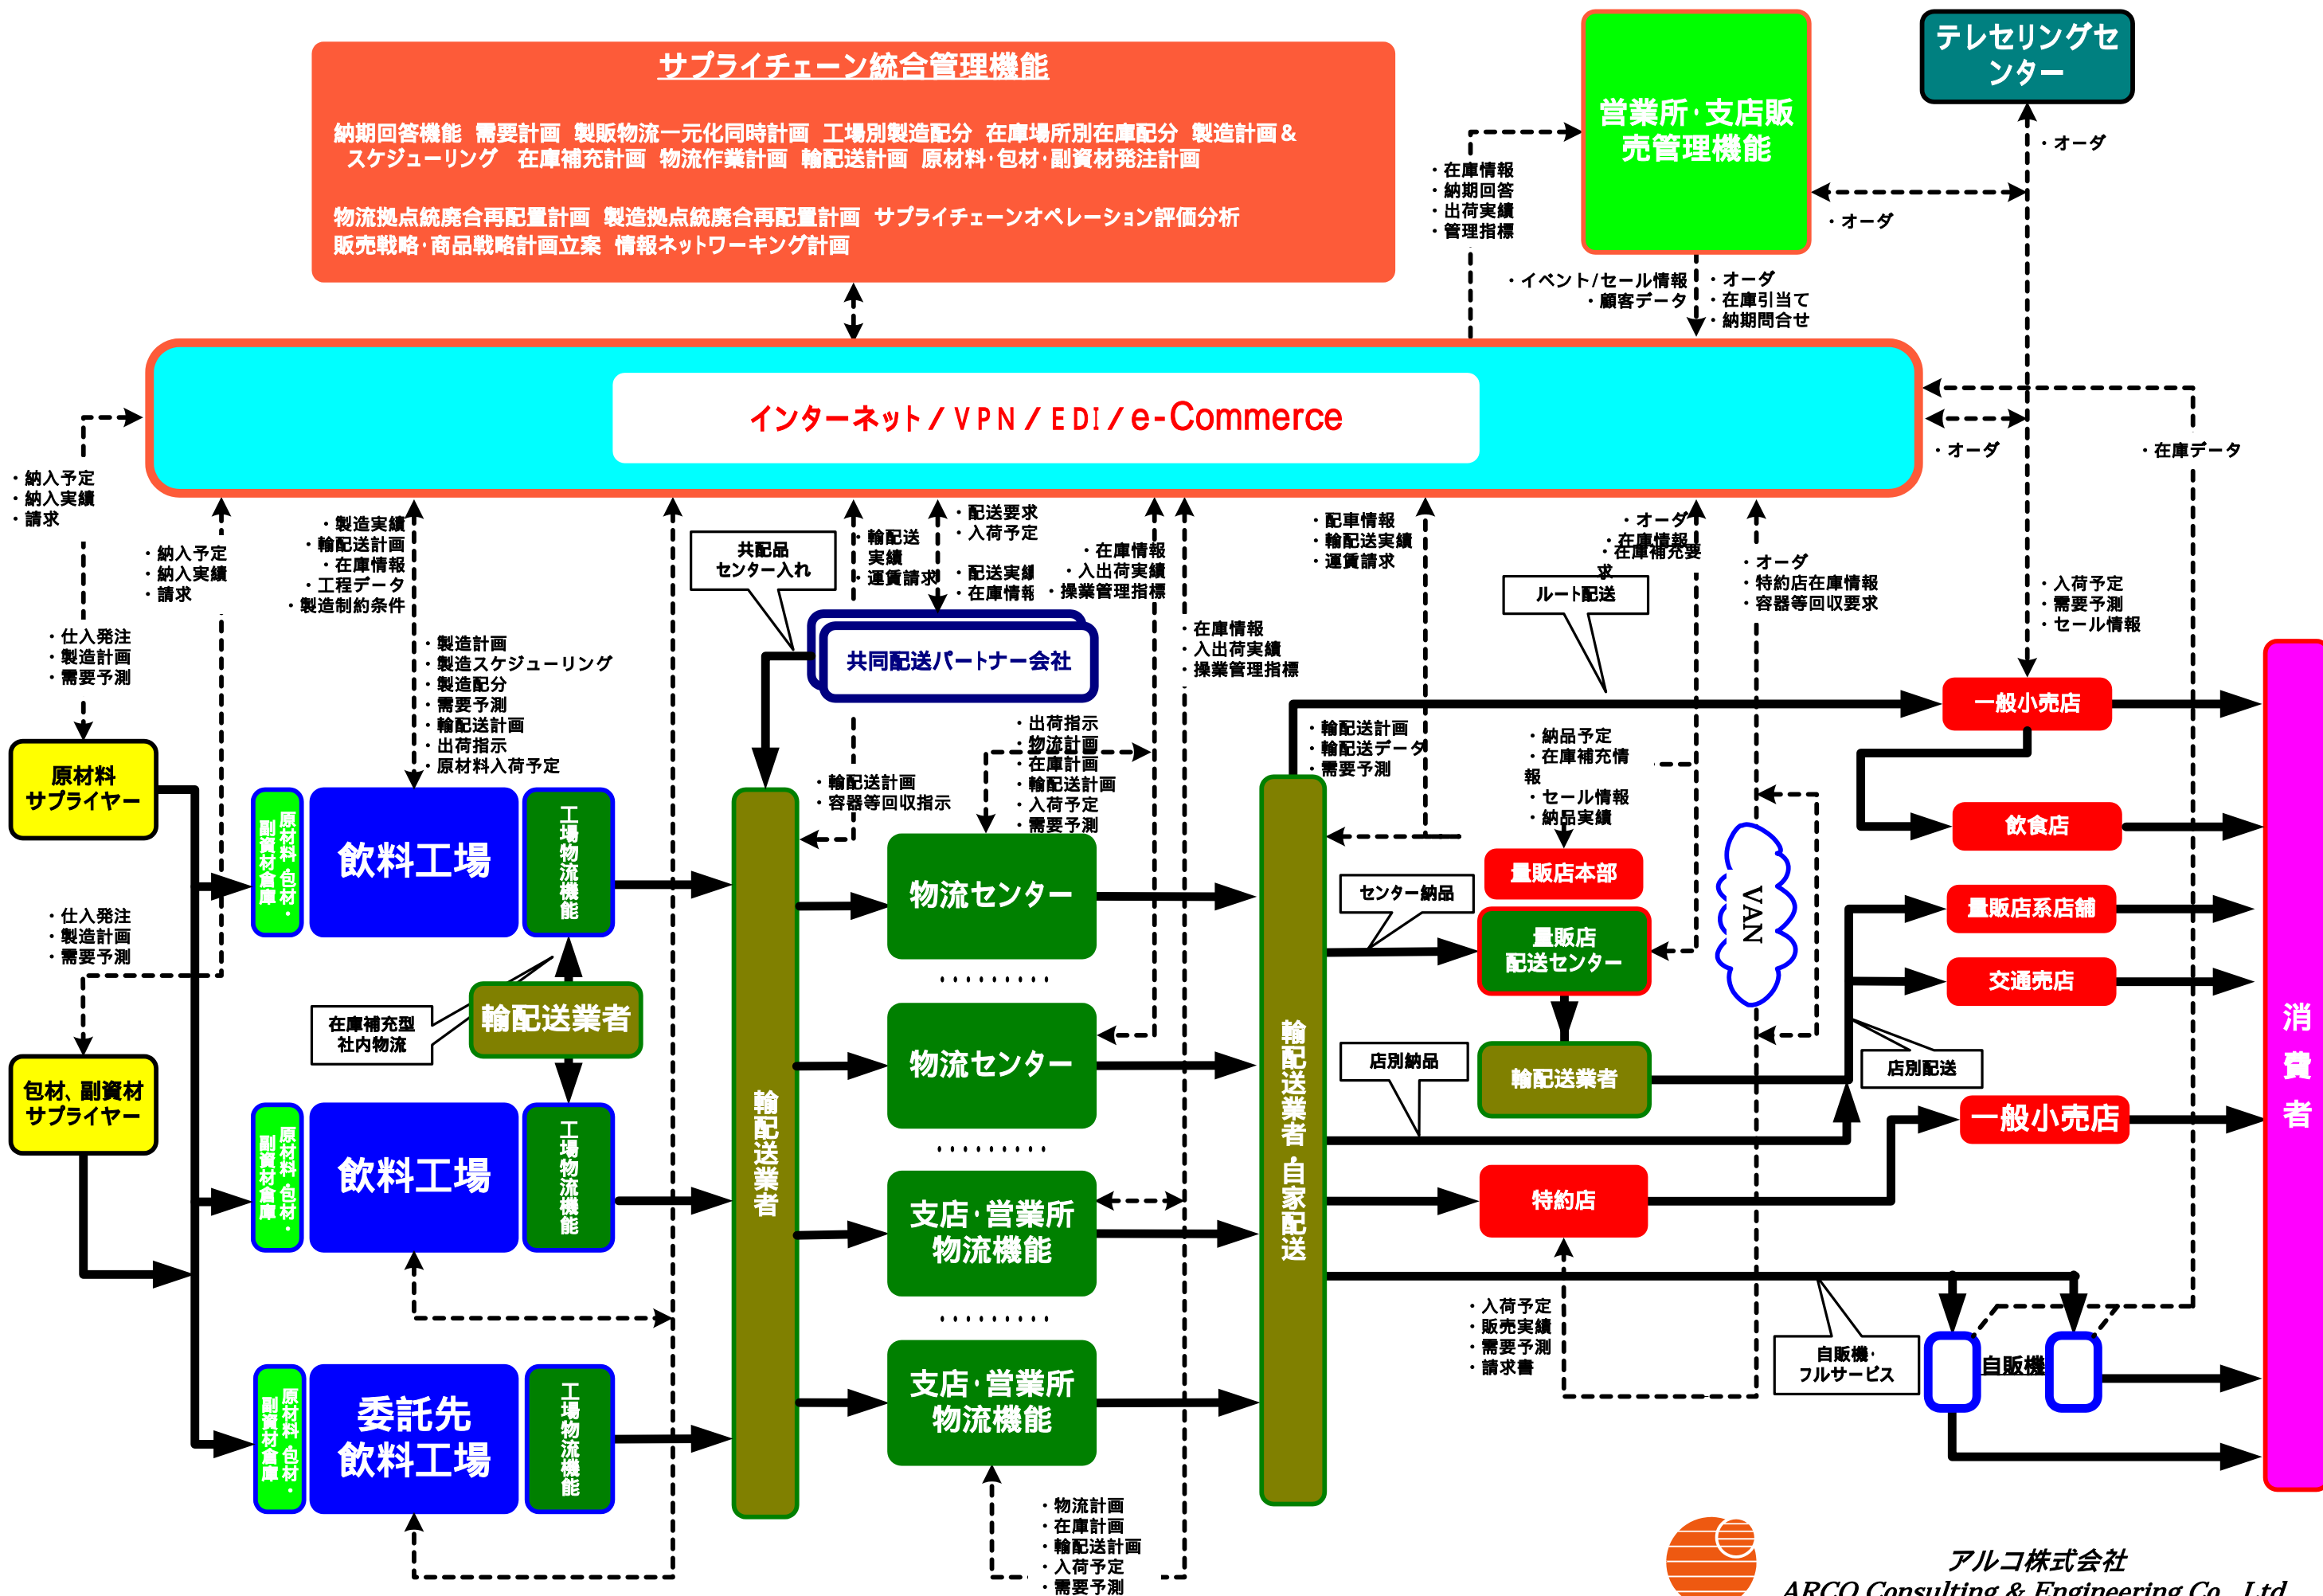 サプライチェーン統合管理機能
納期回答機能 需要計画 製販物流一元化同時計画 工場別製造配分 在庫場所別在庫配分 製造計画&
スケジューリング 在庫補充計画 物流作業計画 輸配送計画 原材料･包材･副資材発注計画
物流拠点統廃合再配置計画 製造拠点統廃合再配置計画 サプライチェーンオペレーション評価分析
販売戦略･商品戦略計画立案 情報ネットワーキング計画
営業所･支店販
売管理機能
テレセリングセ
ンター
・オーダ
・オーダ
・在庫情報
・納期回答
・出荷実績
・管理指標
・イベント/セール情報
・顧客データ
・オーダ
・在庫引当て
・納期問合せ
インターネット/VPN/EDI/e-Commerce
・オーダ
・在庫データ
・納入予定
・納入実績
・請求
・納入予定
・納入実績
・請求
・製造実績
・輸配送計画
・在庫情報
・工程データ
・製造制約条件
共配品
センター入れ
・輸配送
実績
・運賃請求
・配送要求
・入荷予定
・配送実績
・在庫情報
・在庫情報
・入出荷実績
・操業管理指標
・配車情報
・輸配送実績
・運賃請求
・オーダ
・在庫情報
・在庫補充要
求
・オーダ
・特約店在庫情報
・容器等回収要求
ルート配送
・入荷予定
・需要予測
・セール情報
・仕入発注
・製造計画
・需要予測
・製造計画
・製造スケジューリング
・製造配分
・需要予測
・輸配送計画
・出荷指示
・原材料入荷予定
共同配送パートナー会社
・在庫情報
・入出荷実績
・操業管理指標
・出荷指示
・物流計画
・在庫計画
・輸配送計画
・入荷予定
・需要予測
・輸配送計画
・容器等回収指示
・輸配送計画
・輸配送データ
・需要予測
・納品予定
・在庫補充情
報
・セール情報
・納品実績
一般小売店
飲食店
量販店系店舗
交通売店
一般小売店
原材料
サプライヤー
・仕入発注
・製造計画
・需要予測
包材、副資材
サプライヤー
原材料・包材・
副資材倉庫
飲料工場
工場物流機能
在庫補充型
社内物流
輸配送業者
原材料・包材・
副資材倉庫
飲料工場
工場物流機能
原材料・包材・
副資材倉庫
委託先
飲料工場
工場物流機能
輸配送業者
物流センター
・・・・・・・・・
物流センター
・・・・・・・・・
支店･営業所
物流機能
・・・・・・・・・
支店･営業所
物流機能
・物流計画
・在庫計画
・輸配送計画
・入荷予定
・需要予測
輸配送業者･自家配送
センター納品
量販店本部
量販店
配送センター
店別納品
輸配送業者
VAN
店別配送
特約店
・入荷予定
・販売実績
・需要予測
・請求書
自販機･
フルサービス
自販機
消費者
アルコ株式会社
ARCO Consulting & Engineering Co., Ltd